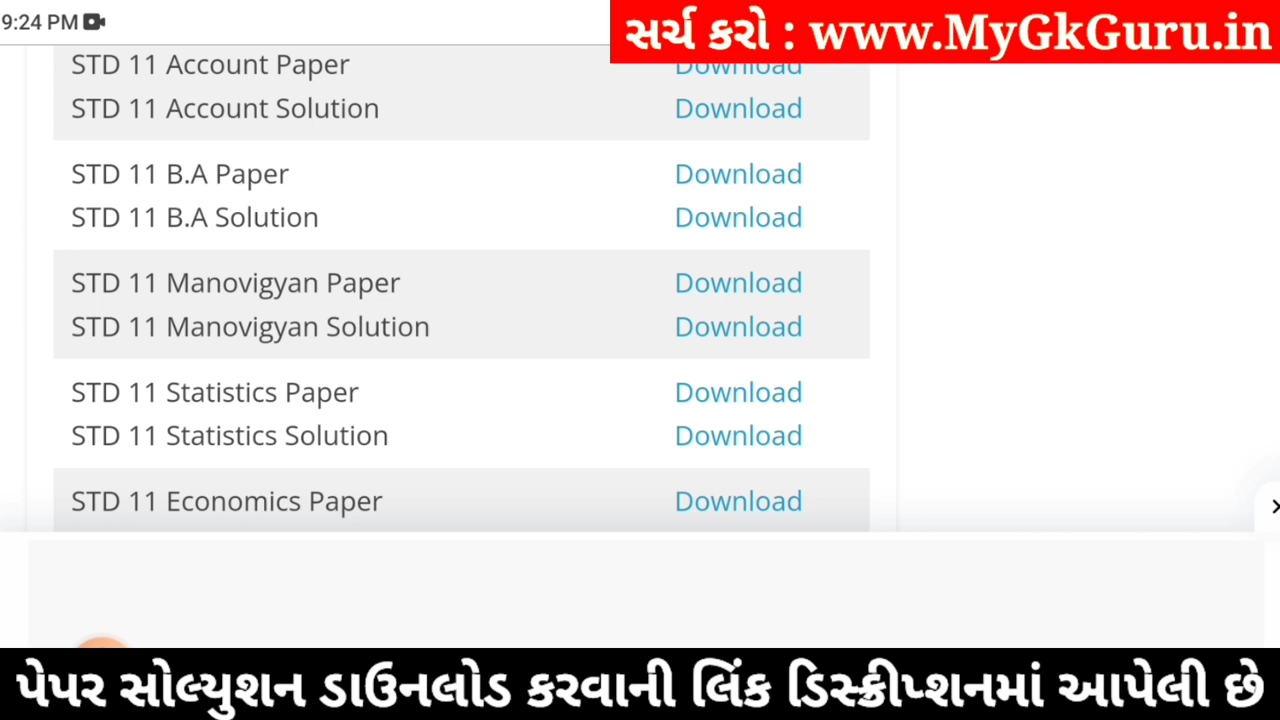 9:24 PM
સર્ચ કરો : www.MyGkGuru.in
STD 11 Account Paper Download
STD 11 Account Solution Download
STD 11 B.A Paper Download
STD 11 B.A Solution Download
STD 11 Manovigyan Paper Download
STD 11 Manovigyan Solution Download
STD 11 Statistics Paper Download
STD 11 Statistics Solution Download
STD 11 Economics Paper Download
પેપર સોલ્યુશન ડાઉનલોડ કરવાની લિંક ડિસ્ક્રીપ્શનમાં આપેલી છે